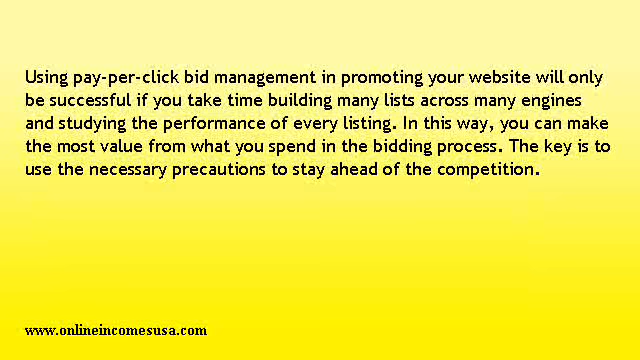 Using pay-per-click bid management in promoting your website will only
be successful if you take time building many lists across many engines
and studying the performance of every listing. In this way, you can make
the most value from what you spend in the bidding process. The key is to
use the necessary precautions to stay ahead of the competition.
www.onlineincomesusa.com